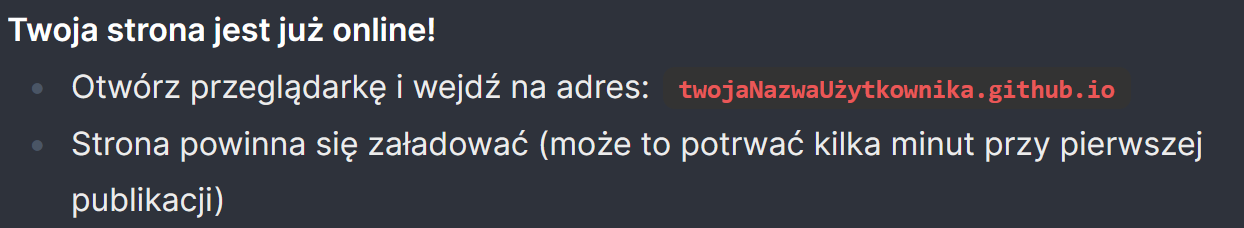 Twoja strona jest już online!
Otwórz przeglądarkę i wejdź na adres: twojaNazwaUżytkownika.github.io
Strona powinna się załadować (może to potrwać kilka minut przy pierwszej
publikacji)